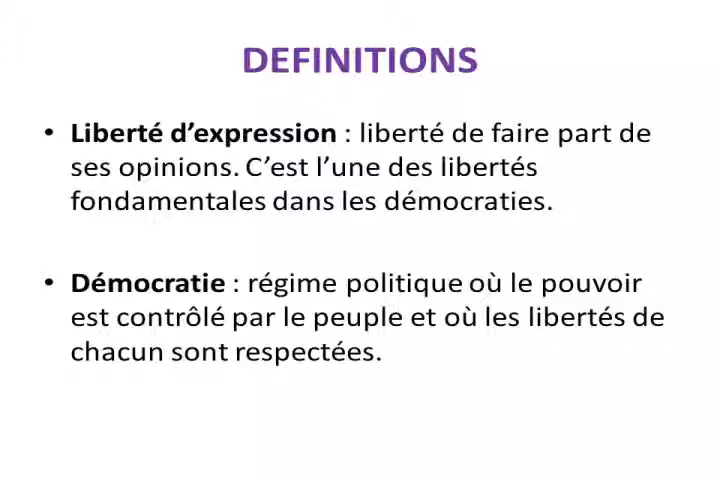 DEFINITIONS
• Liberté d’expression : liberté de faire part de
ses opinions. C’est l’une des libertés
fondamentales dans les démocraties.
• Démocratie : régime politique où le pouvoir
est contrôlé par le peuple et où les libertés de
chacun sont respectées.